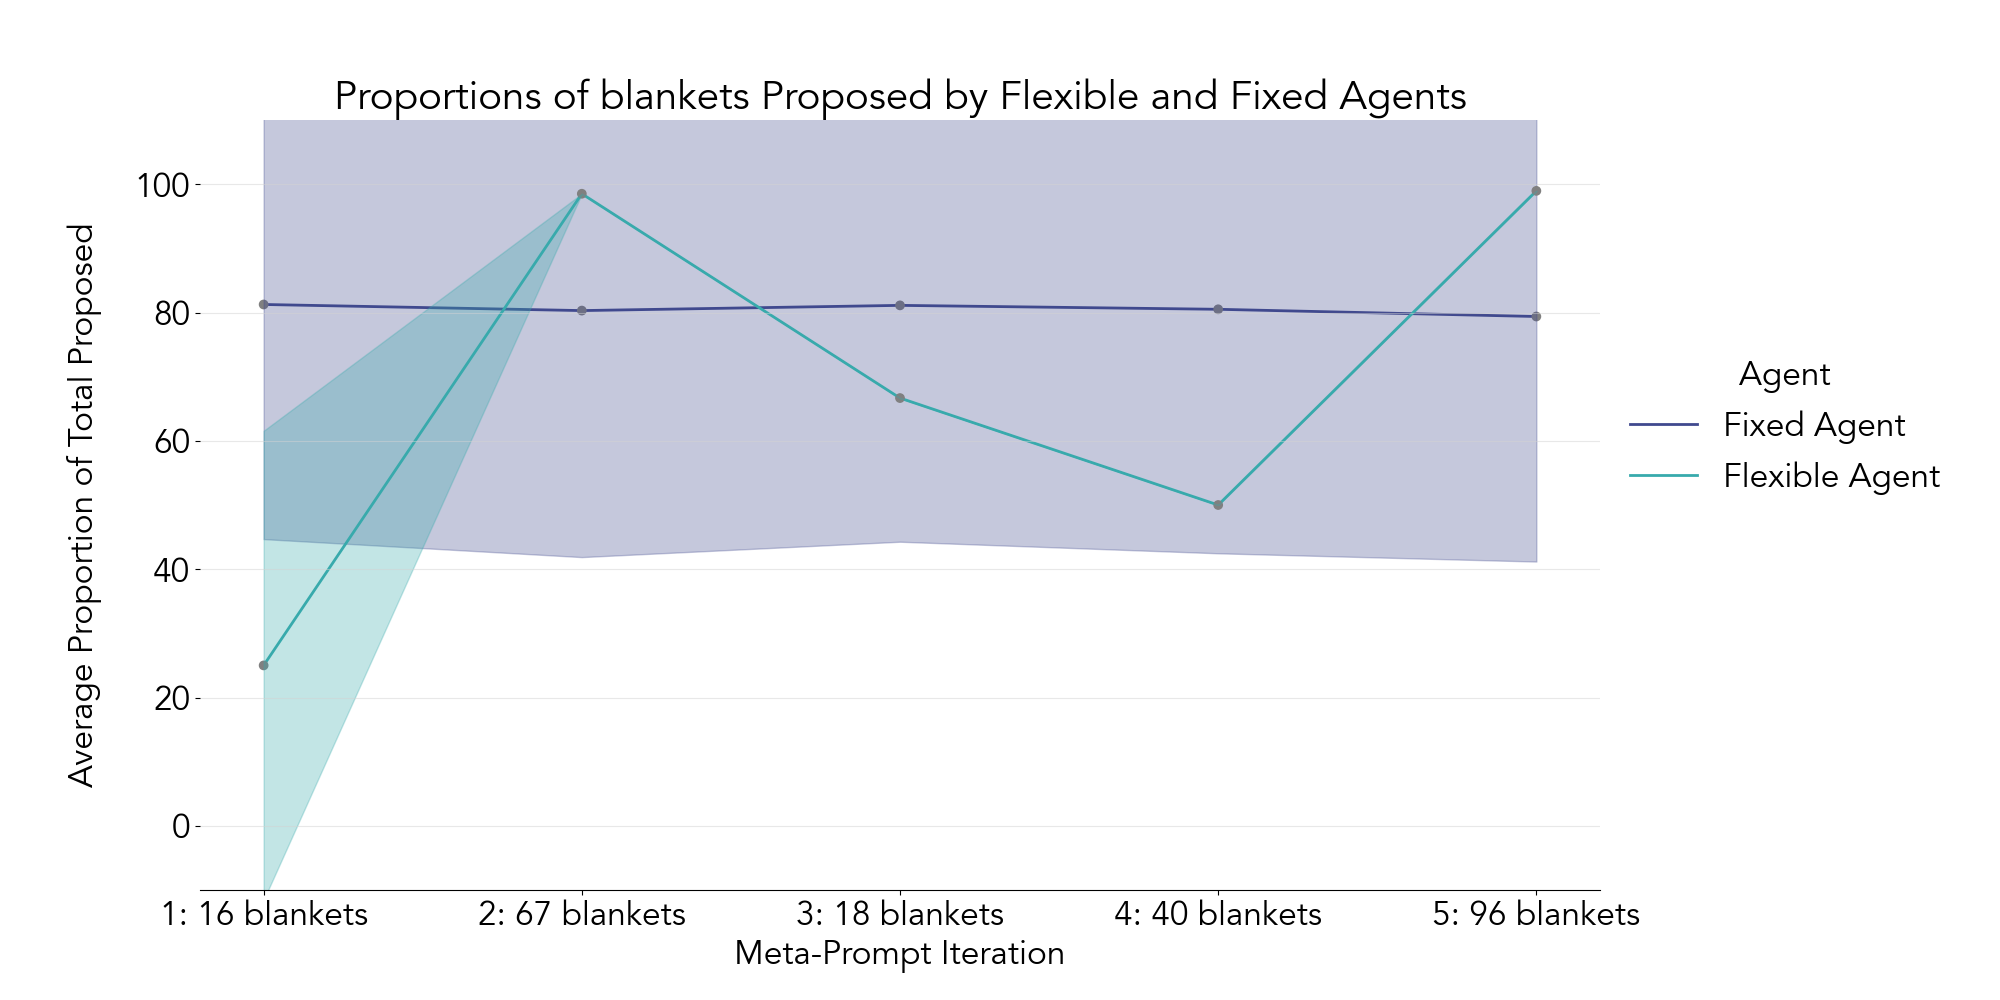 Proportions of blankets Proposed by Flexible and Fixed Agents
Average Proportion of Total Proposed
100
80
60
40
20
0
1: 16 blankets
2: 67 blankets
3: 18 blankets
4: 40 blankets
5: 96 blankets
Meta-Prompt Iteration
Agent
Fixed Agent
Flexible Agent